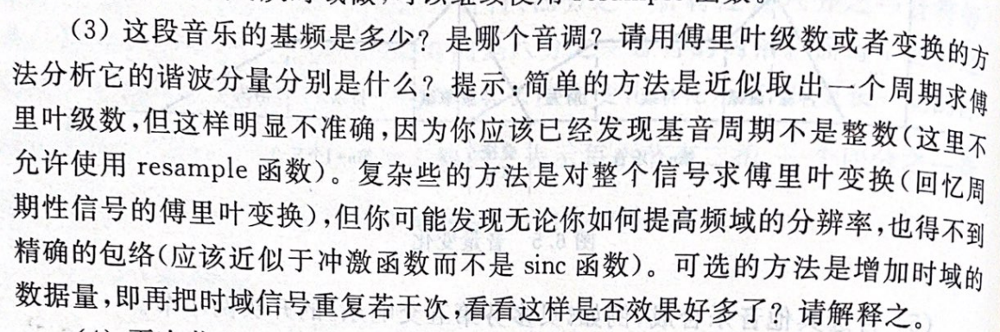 (3) 这段音乐的基频是多少？是哪个音调？请用傅里叶级数或者变换的方
法分析它的谐波分量分别是什么？提示：简单的方法是近似取出一个周期求傅
里叶级数，但这样明显不准确，因为你应该已经发现基音周期不是整数（这里不
允许使用 resample 函数）。复杂些的方法是对整个信号求傅里叶变换（回忆周
期性信号的傅里叶变换），但你可能发现无论你如何提高频域的分辨率，也得不到
精确的包络（应该近似于冲激函数而不是 sinc 函数）。可选的方法是增加时域的
数据量，即再把时域信号重复若干次，看看这样是否效果好多了？请解释之。